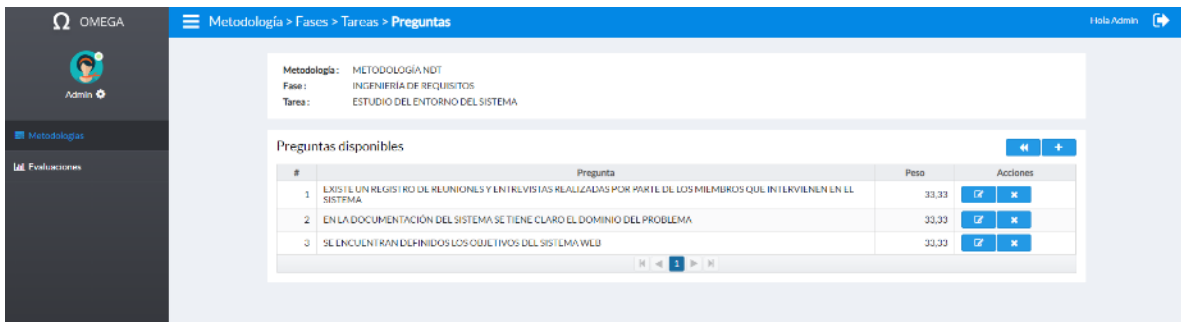 Ω OMEGA
Metodología > Fases > Tareas > Preguntas
Hola Admin
Admin
Metodologías
Evaluaciones
Metodología : METODOLOGÍA NDT
Fase : INGENIERÍA DE REQUISITOS
Tarea : ESTUDIO DEL ENTORNO DEL SISTEMA
Preguntas disponibles
# Pregunta Peso Acciones
1 EXISTE UN REGISTRO DE REUNIONES Y ENTREVISTAS REALIZADAS POR PARTE DE LOS MIEMBROS QUE INTERVIENEN EN EL
SISTEMA 33,33
2 EN LA DOCUMENTACIÓN DEL SISTEMA SE TIENE CLARO EL DOMINIO DEL PROBLEMA 33,33
3 SE ENCUENTRAN DEFINIDOS LOS OBJETIVOS DEL SISTEMA WEB 33,33
1